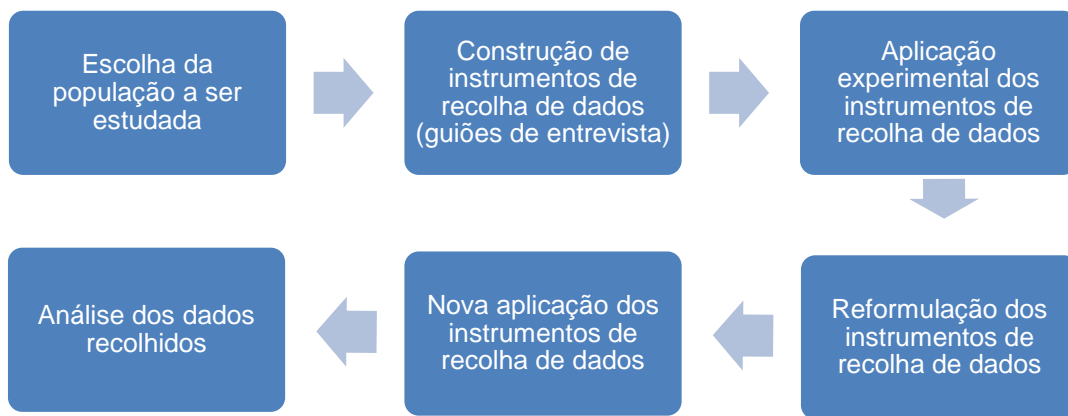 Escolha da
população a ser
estudada
Construção de
instrumentos de
recolha de dados
(guiões de entrevista)
Aplicação
experimental dos
instrumentos de
recolha de dados
Reformulação dos
instrumentos de
recolha de dados
Nova aplicação dos
instrumentos de
recolha de dados
Análise dos dados
recolhidos